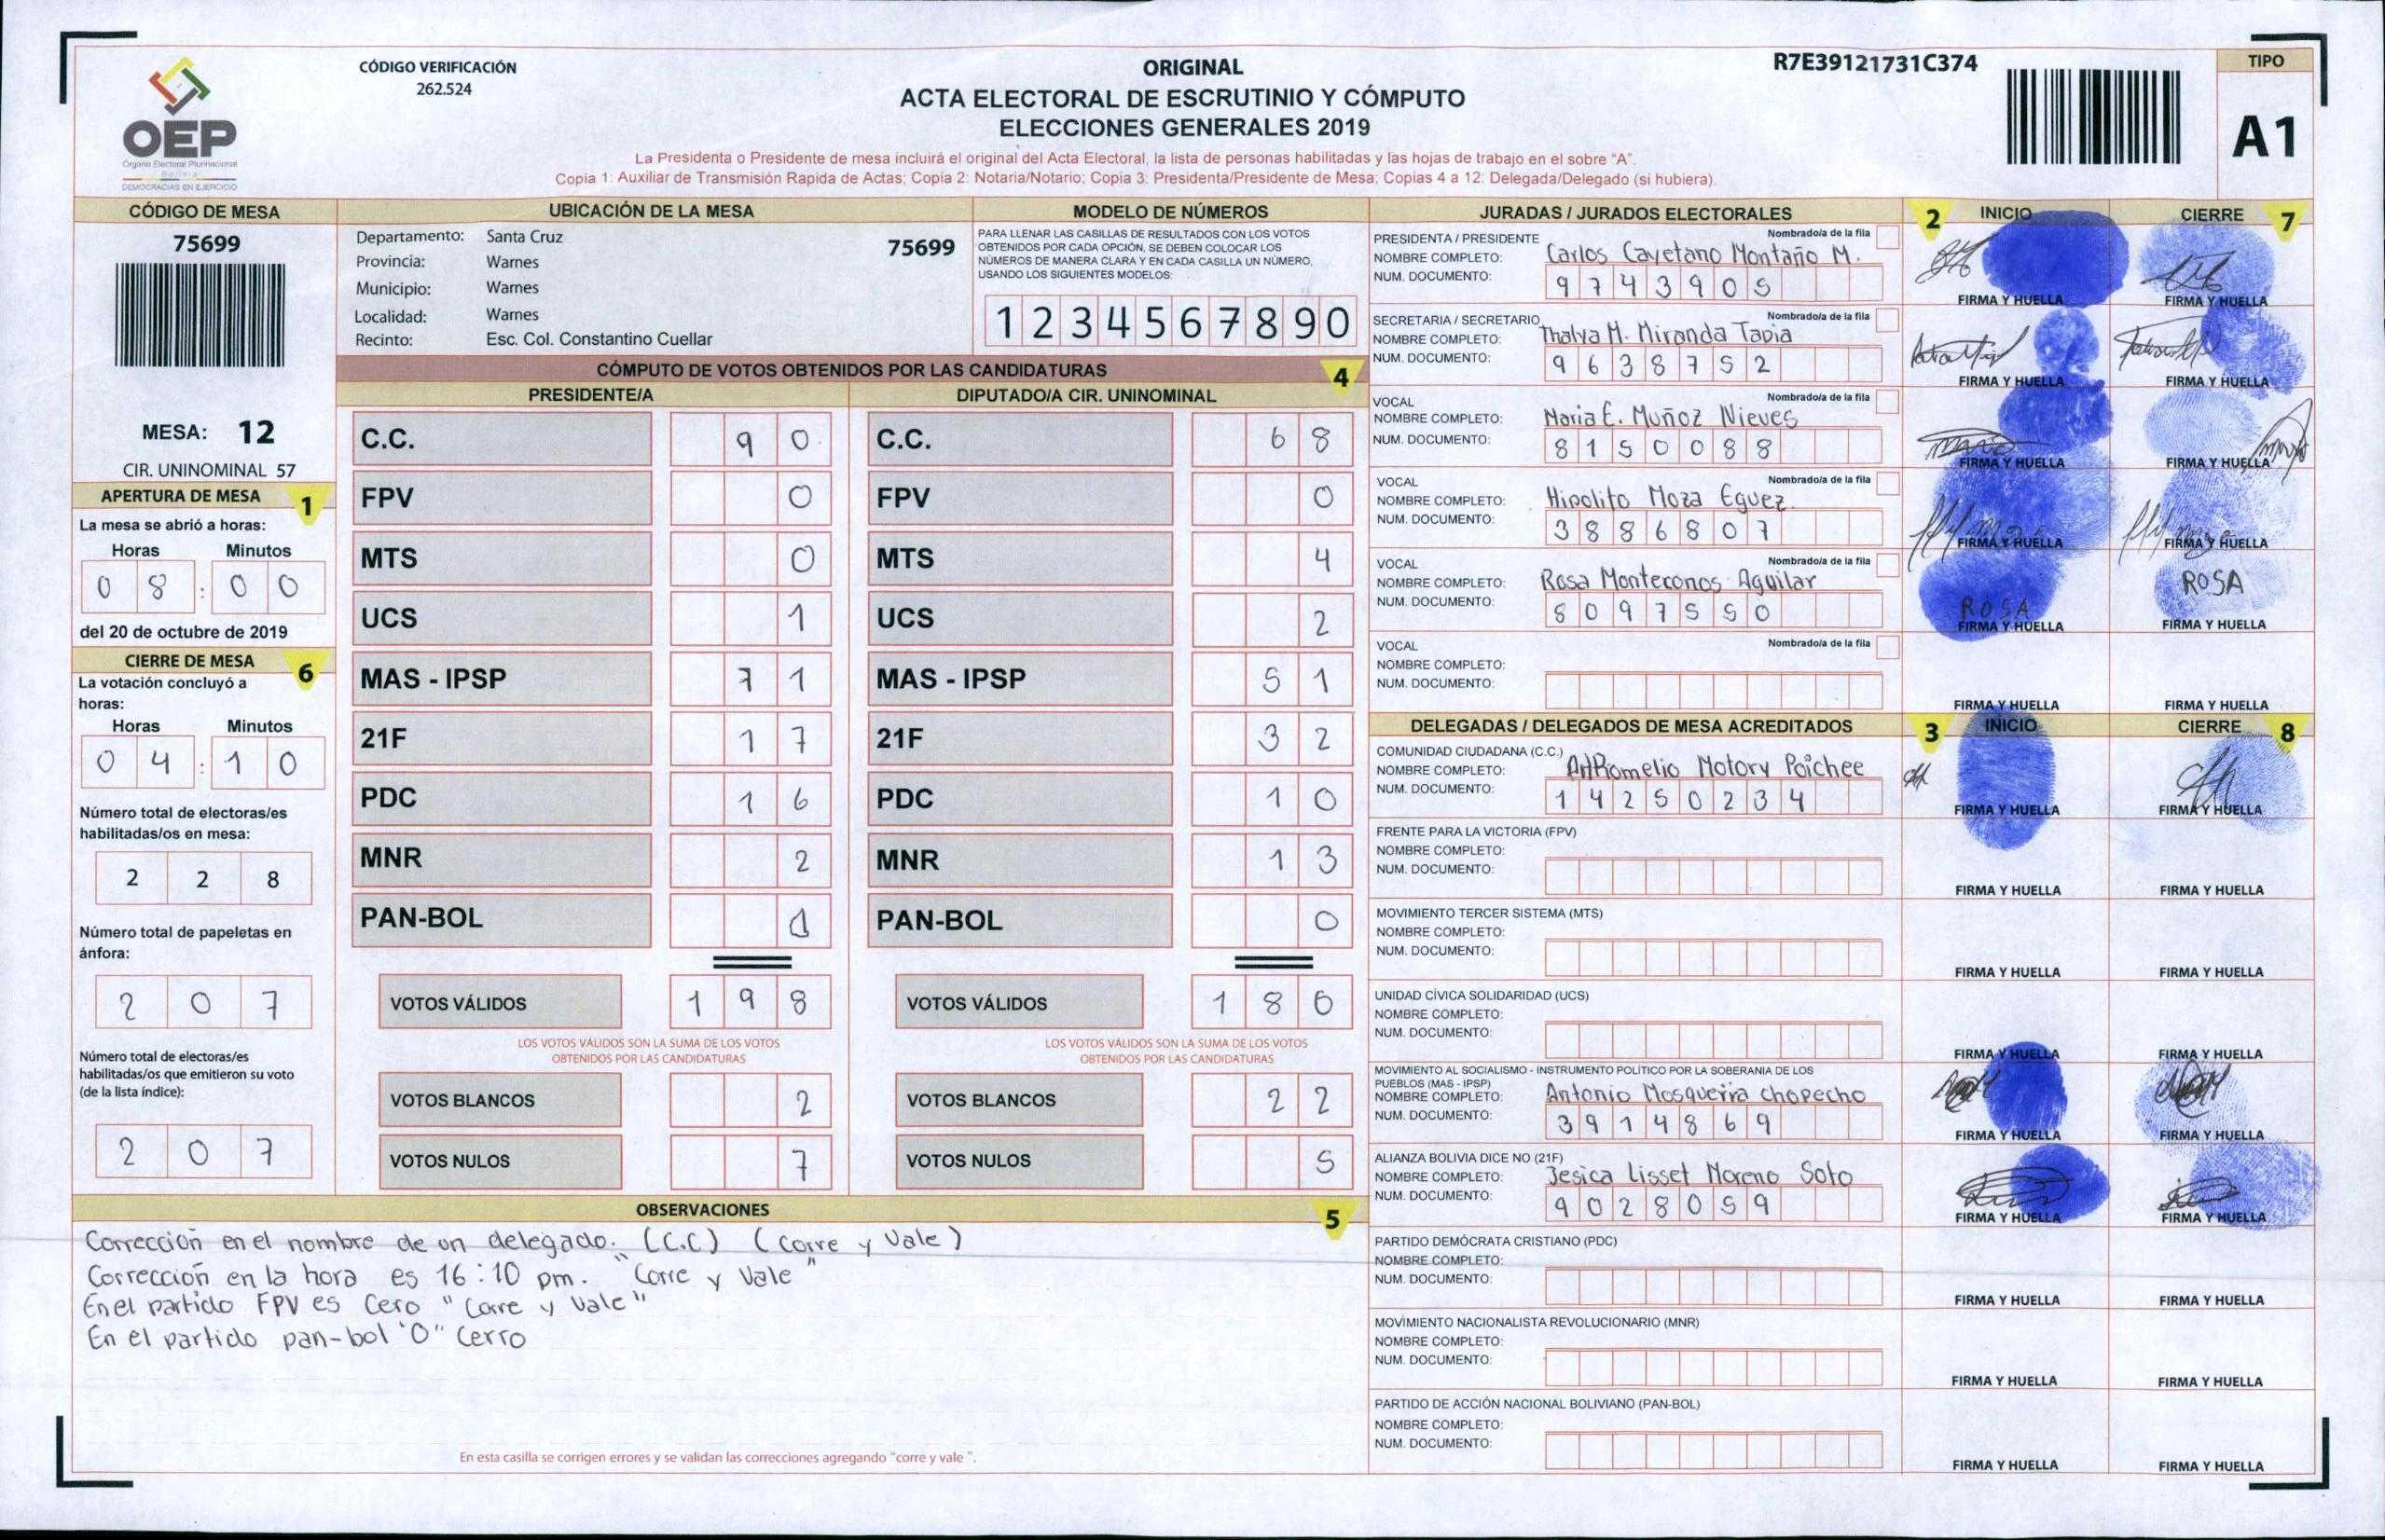 CÓDIGO VERIFICACIÓN
262.524
OEP
Órgano Electoral Plurinacional
Bolivia
DEMOCRACIAS EN EJERCICIO
ORIGINAL
ACTA ELECTORAL DE ESCRUTINIO Y CÓMPUTO
ELECCIONES GENERALES 2019
La Presidenta o Presidente de mesa incluirá el original del Acta Electoral, la lista de personas habilitadas y las hojas de trabajo en el sobre "A".
Copia 1: Auxiliar de Transmisión Rapida de Actas; Copia 2: Notaria/Notario; Copia 3: Presidenta/Presidente de Mesa; Copias 4 a 12: Delegada/Delegado (si hubiera).
R7E39121731C374
TIPO
A1
CÓDIGO DE MESA
75699
MESA: 12
CIR. UNINOMINAL 57
APERTURA DE MESA 1
La mesa se abrió a horas:
Horas Minutos
0 8 : 0 0
del 20 de octubre de 2019
CIERRE DE MESA 6
La votación concluyó a
horas:
Horas Minutos
0 4 : 1 0
Número total de electoras/es
habilitadas/os en mesa:
2 2 8
Número total de papeletas en
ánfora:
2 0 7
Número total de electoras/es
habilitadas/os que emitieron su voto
(de la lista índice):
2 0 7
UBICACIÓN DE LA MESA
Departamento: Santa Cruz 75699
Provincia: Warnes
Municipio: Warnes
Localidad: Warnes
Recinto: Esc. Col. Constantino Cuellar
MODELO DE NÚMEROS
PARA LLENAR LAS CASILLAS DE RESULTADOS CON LOS VOTOS
OBTENIDOS POR CADA OPCIÓN, SE DEBEN COLOCAR LOS
NÚMEROS DE MANERA CLARA Y EN CADA CASILLA UN NÚMERO,
USANDO LOS SIGUIENTES MODELOS:
1 2 3 4 5 6 7 8 9 0
CÓMPUTO DE VOTOS OBTENIDOS POR LAS CANDIDATURAS 4
PRESIDENTE/A DIPUTADO/A CIR. UNINOMINAL
C.C. 9 0 C.C. 6 8
FPV 0 FPV 0
MTS 0 MTS 4
UCS 1 UCS 2
MAS - IPSP 7 1 MAS - IPSP 5 1
21F 1 7 21F 3 2
PDC 1 6 PDC 1 0
MNR 2 MNR 1 3
PAN-BOL PAN-BOL 0
VOTOS VÁLIDOS 1 9 8 VOTOS VÁLIDOS 1 8 0
LOS VOTOS VÁLIDOS SON LA SUMA DE LOS VOTOS LOS VOTOS VÁLIDOS SON LA SUMA DE LOS VOTOS
OBTENIDOS POR LAS CANDIDATURAS OBTENIDOS POR LAS CANDIDATURAS
VOTOS BLANCOS 2 VOTOS BLANCOS 2 2
VOTOS NULOS 7 VOTOS NULOS 5
OBSERVACIONES 5
Corrección en el nombre de un delegado. (C.C) (Corre y Vale)
Corrección en la hora es 16:10 pm. "Corre y Vale"
En el partido FPV es Cero "Corre y Vale"
En el partido pan-bol '0" Cerro
En esta casilla se corrigen errores y se validan las correcciones agregando "corre y vale ".
JURADAS / JURADOS ELECTORALES 2 INICIO CIERRE 7
PRESIDENTA / PRESIDENTE Nombrado/a de la fila
NOMBRE COMPLETO: Carlos Cayetano Montaño M.
NUM. DOCUMENTO: 9 7 4 3 9 0 5
FIRMA Y HUELLA FIRMA Y HUELLA
SECRETARIA / SECRETARIO Nombrado/a de la fila
NOMBRE COMPLETO: Thalya M. Miranda Tapia
NUM. DOCUMENTO: 9 6 3 8 7 5 2
FIRMA Y HUELLA FIRMA Y HUELLA
VOCAL Nombrado/a de la fila
NOMBRE COMPLETO: Maria E. Muñoz Nieves
NUM. DOCUMENTO: 8 1 5 0 0 8 8
FIRMA Y HUELLA FIRMA Y HUELLA
VOCAL Nombrado/a de la fila
NOMBRE COMPLETO: Hipolito Moza Eguez
NUM. DOCUMENTO: 3 8 8 6 8 0 7
FIRMA Y HUELLA FIRMA Y HUELLA
VOCAL Nombrado/a de la fila
NOMBRE COMPLETO: Rosa Monteconos Aguilar
NUM. DOCUMENTO: 8 0 9 7 5 5 0
ROSA ROSA
FIRMA Y HUELLA FIRMA Y HUELLA
VOCAL Nombrado/a de la fila
NOMBRE COMPLETO:
NUM. DOCUMENTO:
FIRMA Y HUELLA FIRMA Y HUELLA
DELEGADAS / DELEGADOS DE MESA ACREDITADOS 3 INICIO CIERRE 8
COMUNIDAD CIUDADANA (C.C.)
NOMBRE COMPLETO: Motory Poichee
NUM. DOCUMENTO: 1 4 2 5 0 2 3 4
FIRMA Y HUELLA FIRMA Y HUELLA
FRENTE PARA LA VICTORIA (FPV)
NOMBRE COMPLETO:
NUM. DOCUMENTO:
FIRMA Y HUELLA FIRMA Y HUELLA
MOVIMIENTO TERCER SISTEMA (MTS)
NOMBRE COMPLETO:
NUM. DOCUMENTO:
FIRMA Y HUELLA FIRMA Y HUELLA
UNIDAD CÍVICA SOLIDARIDAD (UCS)
NOMBRE COMPLETO:
NUM. DOCUMENTO:
FIRMA Y HUELLA FIRMA Y HUELLA
MOVIMIENTO AL SOCIALISMO - INSTRUMENTO POLÍTICO POR LA SOBERANIA DE LOS
PUEBLOS (MAS - IPSP)
NOMBRE COMPLETO: Antonio Mosqueira Chopecho
NUM. DOCUMENTO: 3 9 1 4 8 6 9
FIRMA Y HUELLA FIRMA Y HUELLA
ALIANZA BOLIVIA DICE NO (21F)
NOMBRE COMPLETO: Jesica Lisset Moreno Soto
NUM. DOCUMENTO: 9 0 2 8 0 5 9
FIRMA Y HUELLA FIRMA Y HUELLA
PARTIDO DEMÓCRATA CRISTIANO (PDC)
NOMBRE COMPLETO:
NUM. DOCUMENTO:
FIRMA Y HUELLA FIRMA Y HUELLA
MOVIMIENTO NACIONALISTA REVOLUCIONARIO (MNR)
NOMBRE COMPLETO:
NUM. DOCUMENTO:
FIRMA Y HUELLA FIRMA Y HUELLA
PARTIDO DE ACCIÓN NACIONAL BOLIVIANO (PAN-BOL)
NOMBRE COMPLETO:
NUM. DOCUMENTO:
FIRMA Y HUELLA FIRMA Y HUELLA